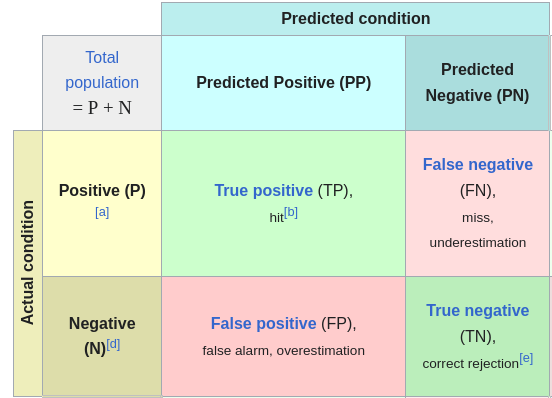 Predicted condition
Total
population
= P + N
Predicted Positive (PP)
Predicted
Negative (PN)
Actual condition
Positive (P)
[a]
True positive (TP),
hit[b]
False negative
(FN),
miss,
underestimation
Negative
(N)[d]
False positive (FP),
false alarm, overestimation
True negative
(TN),
correct rejection[e]